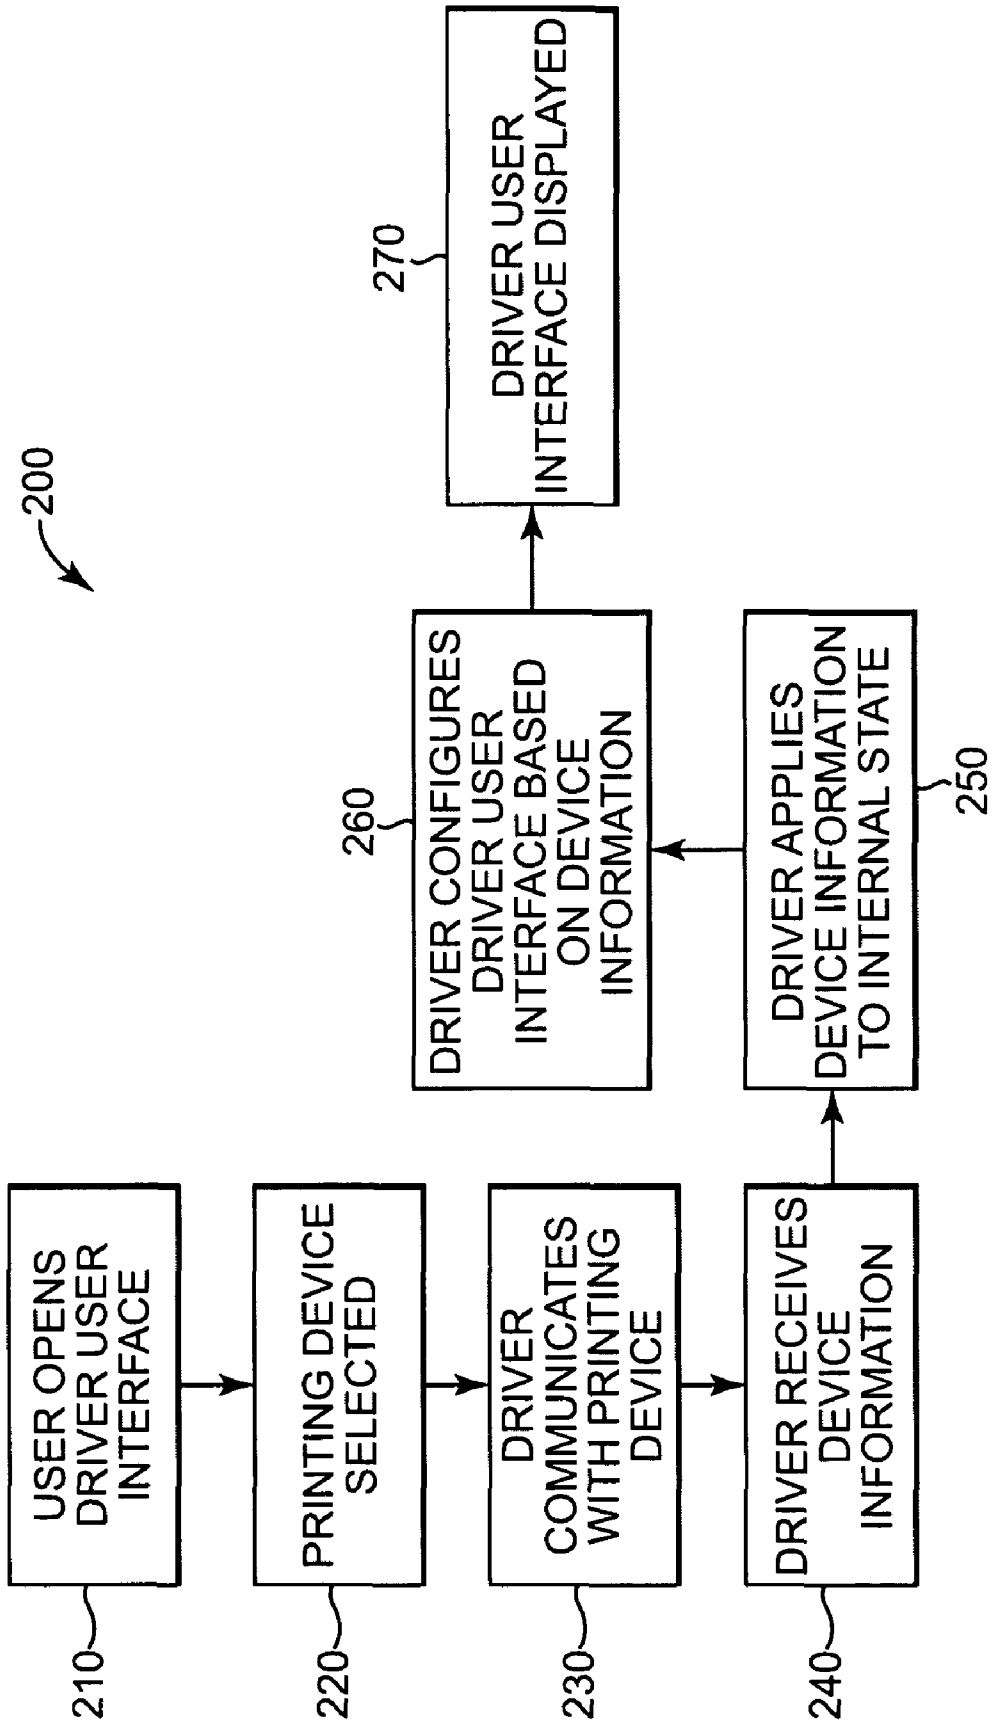 200
210
USER OPENS
DRIVER USER
INTERFACE
220
PRINTING DEVICE
SELECTED
230
DRIVER
COMMUNICATES
WITH PRINTING
DEVICE
240
DRIVER RECEIVES
DEVICE
INFORMATION
250
DRIVER APPLIES
DEVICE INFORMATION
TO INTERNAL STATE
260
DRIVER CONFIGURES
DRIVER USER
INTERFACE BASED
ON DEVICE
INFORMATION
270
DRIVER USER
INTERFACE DISPLAYED